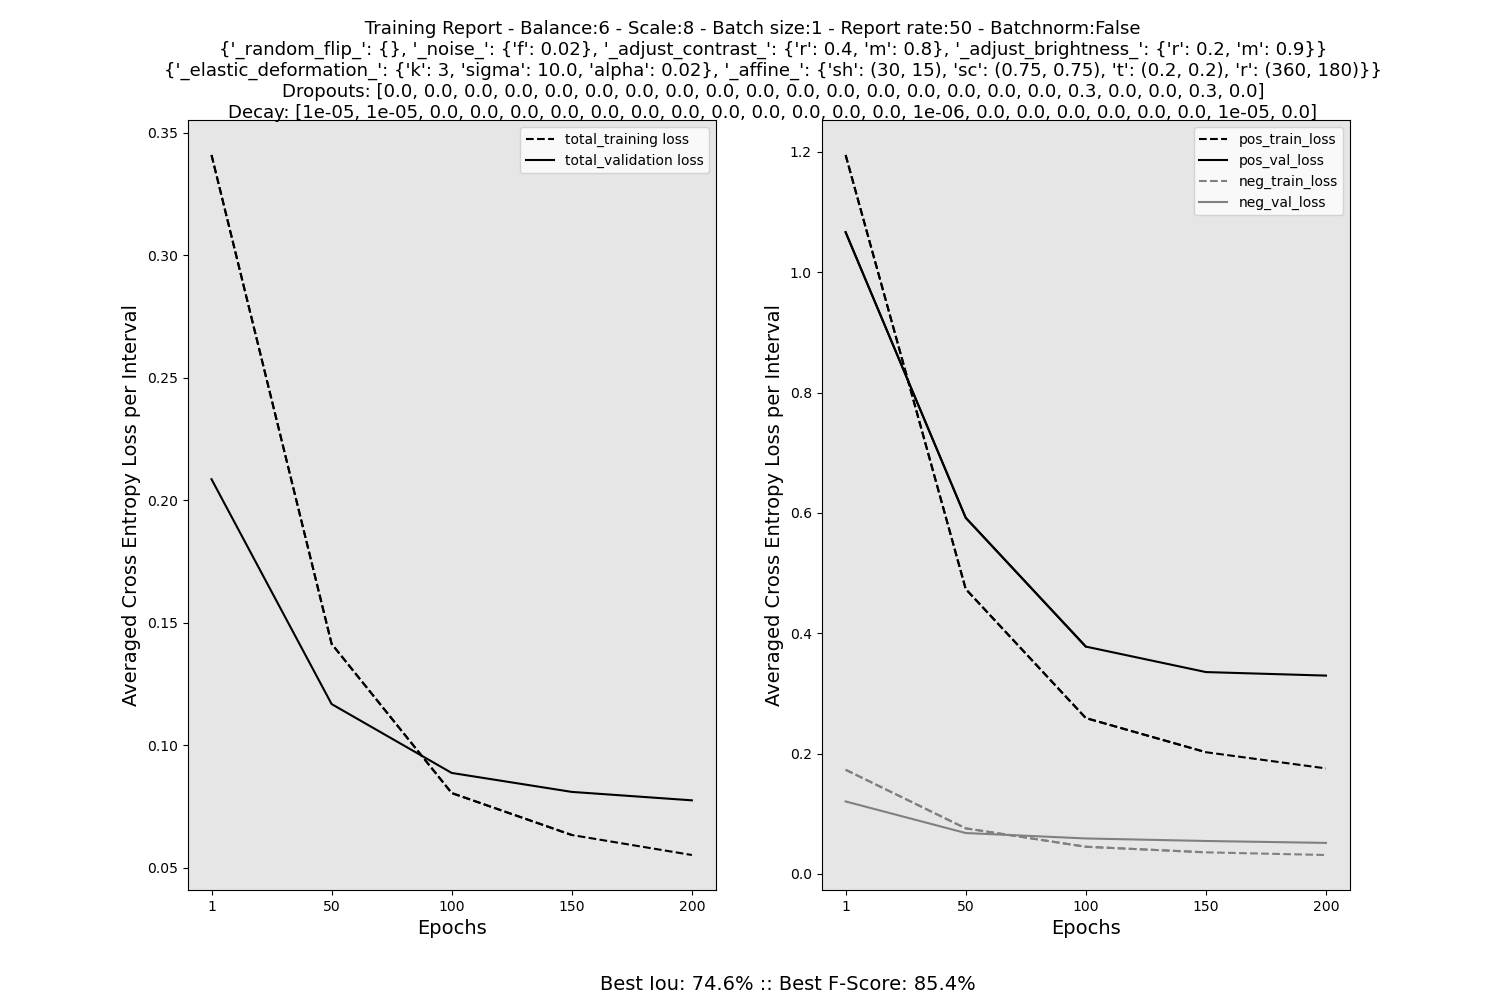 Training Report - Balance:6 - Scale:8 - Batch size:1 - Report rate:50 - Batchnorm:False
{'_random_flip_': {}, '_noise_': {'f': 0.02}, '_adjust_contrast_': {'r': 0.4, 'm': 0.8}, '_adjust_brightness_': {'r': 0.2, 'm': 0.9}}
{'_elastic_deformation_': {'k': 3, 'sigma': 10.0, 'alpha': 0.02}, '_affine_': {'sh': (30, 15), 'sc': (0.75, 0.75), 't': (0.2, 0.2), 'r': (360, 180)}}
Dropouts: [0.0, 0.0, 0.0, 0.0, 0.0, 0.0, 0.0, 0.0, 0.0, 0.0, 0.0, 0.0, 0.0, 0.0, 0.0, 0.0, 0.0, 0.3, 0.0, 0.0, 0.3, 0.0]
Decay: [1e-05, 1e-05, 0.0, 0.0, 0.0, 0.0, 0.0, 0.0, 0.0, 0.0, 0.0, 0.0, 0.0, 0.0, 1e-06, 0.0, 0.0, 0.0, 0.0, 0.0, 0.0, 1e-05, 0.0]
total_training loss
total_validation loss
0.35
0.30
0.25
0.20
0.15
0.10
0.05
Averaged Cross Entropy Loss per Interval
1 50 100 150 200
Epochs
pos_train_loss
pos_val_loss
neg_train_loss
neg_val_loss
1.2
1.0
0.8
0.6
0.4
0.2
0.0
Averaged Cross Entropy Loss per Interval
1 50 100 150 200
Epochs
Best Iou: 74.6% :: Best F-Score: 85.4%